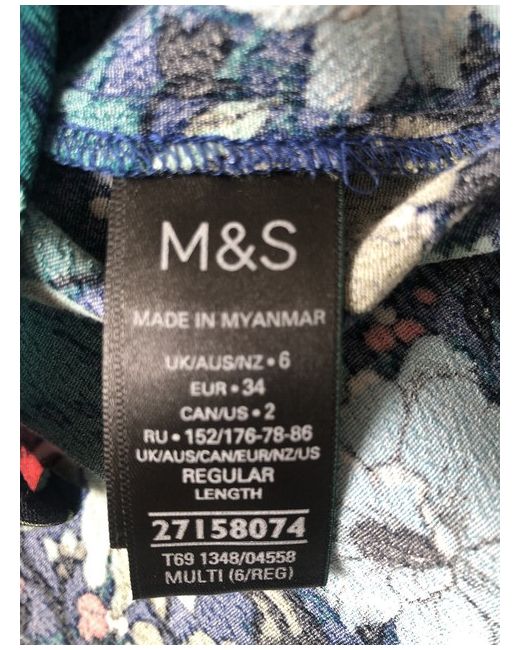 M&S
MADE IN MYANMAR
UK/AUS/NZ • 6
EUR • 34
CAN/US • 2
RU • 152/176-78-86
UK/AUS/CAN/EUR/NZ/US
REGULAR
LENGTH
27158074
T69 1348/04558
MULTI (6/REG)